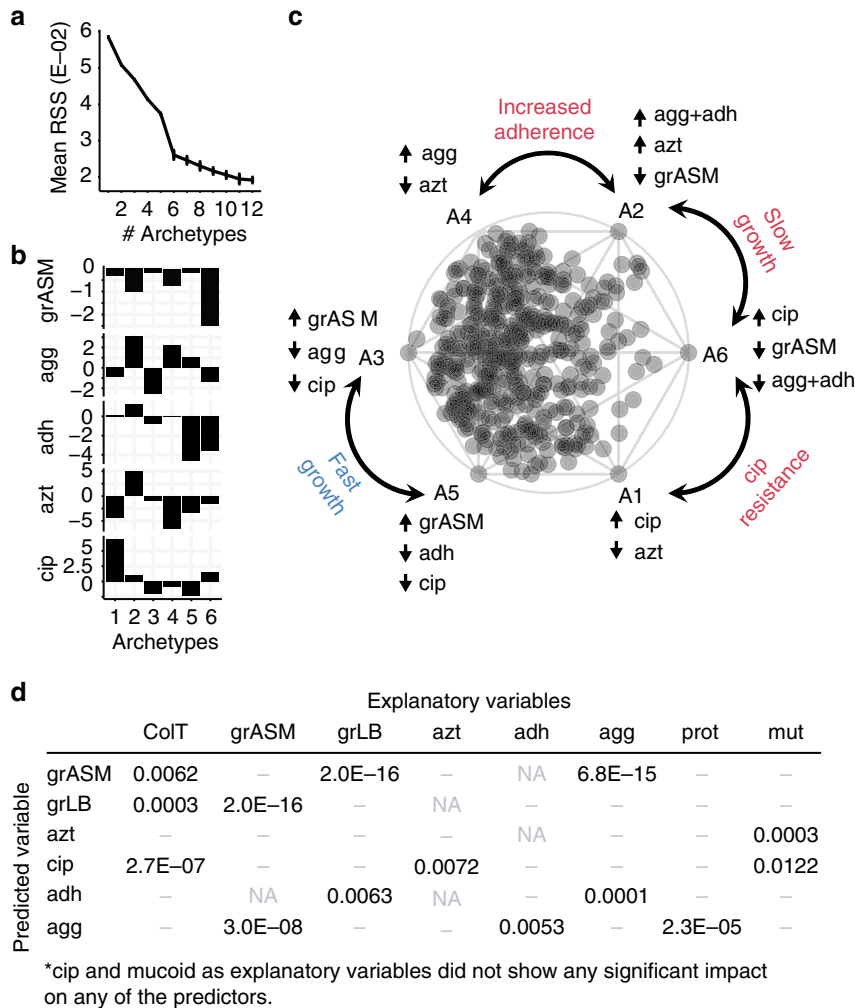 a
Mean RSS (E–02)
6
5
4
3
2
2 4 6 8 10 12
# Archetypes
b
grASM
0
–1
–2
agg
2
0
–2
adh
0
–2
–4
azt
5
0
–5
cip
2.5
0
1 2 3 4 5 6
Archetypes
c
Increased
adherence
agg
azt
A4
agg+adh
azt
grASM
A2
Slow
growth
cip
grASM
agg+adh
A6
cip
resistance
A1
cip
azt
A5
grASM
adh
cip
Fast
growth
grAS M
agg
cip
A3
d
Explanatory variables
ColT grASM grLB azt adh agg prot mut
Predicted variable
grASM 0.0062 – 2.0E–16 – NA 6.8E–15 – –
grLB 0.0003 2.0E–16 – NA – – – –
azt – – – – NA – – 0.0003
cip 2.7E–07 – – 0.0072 – – – 0.0122
adh – NA 0.0063 NA – 0.0001 – –
agg – 3.0E–08 – – 0.0053 – 2.3E–05 –
*cip and mucoid as explanatory variables did not show any significant impact
on any of the predictors.